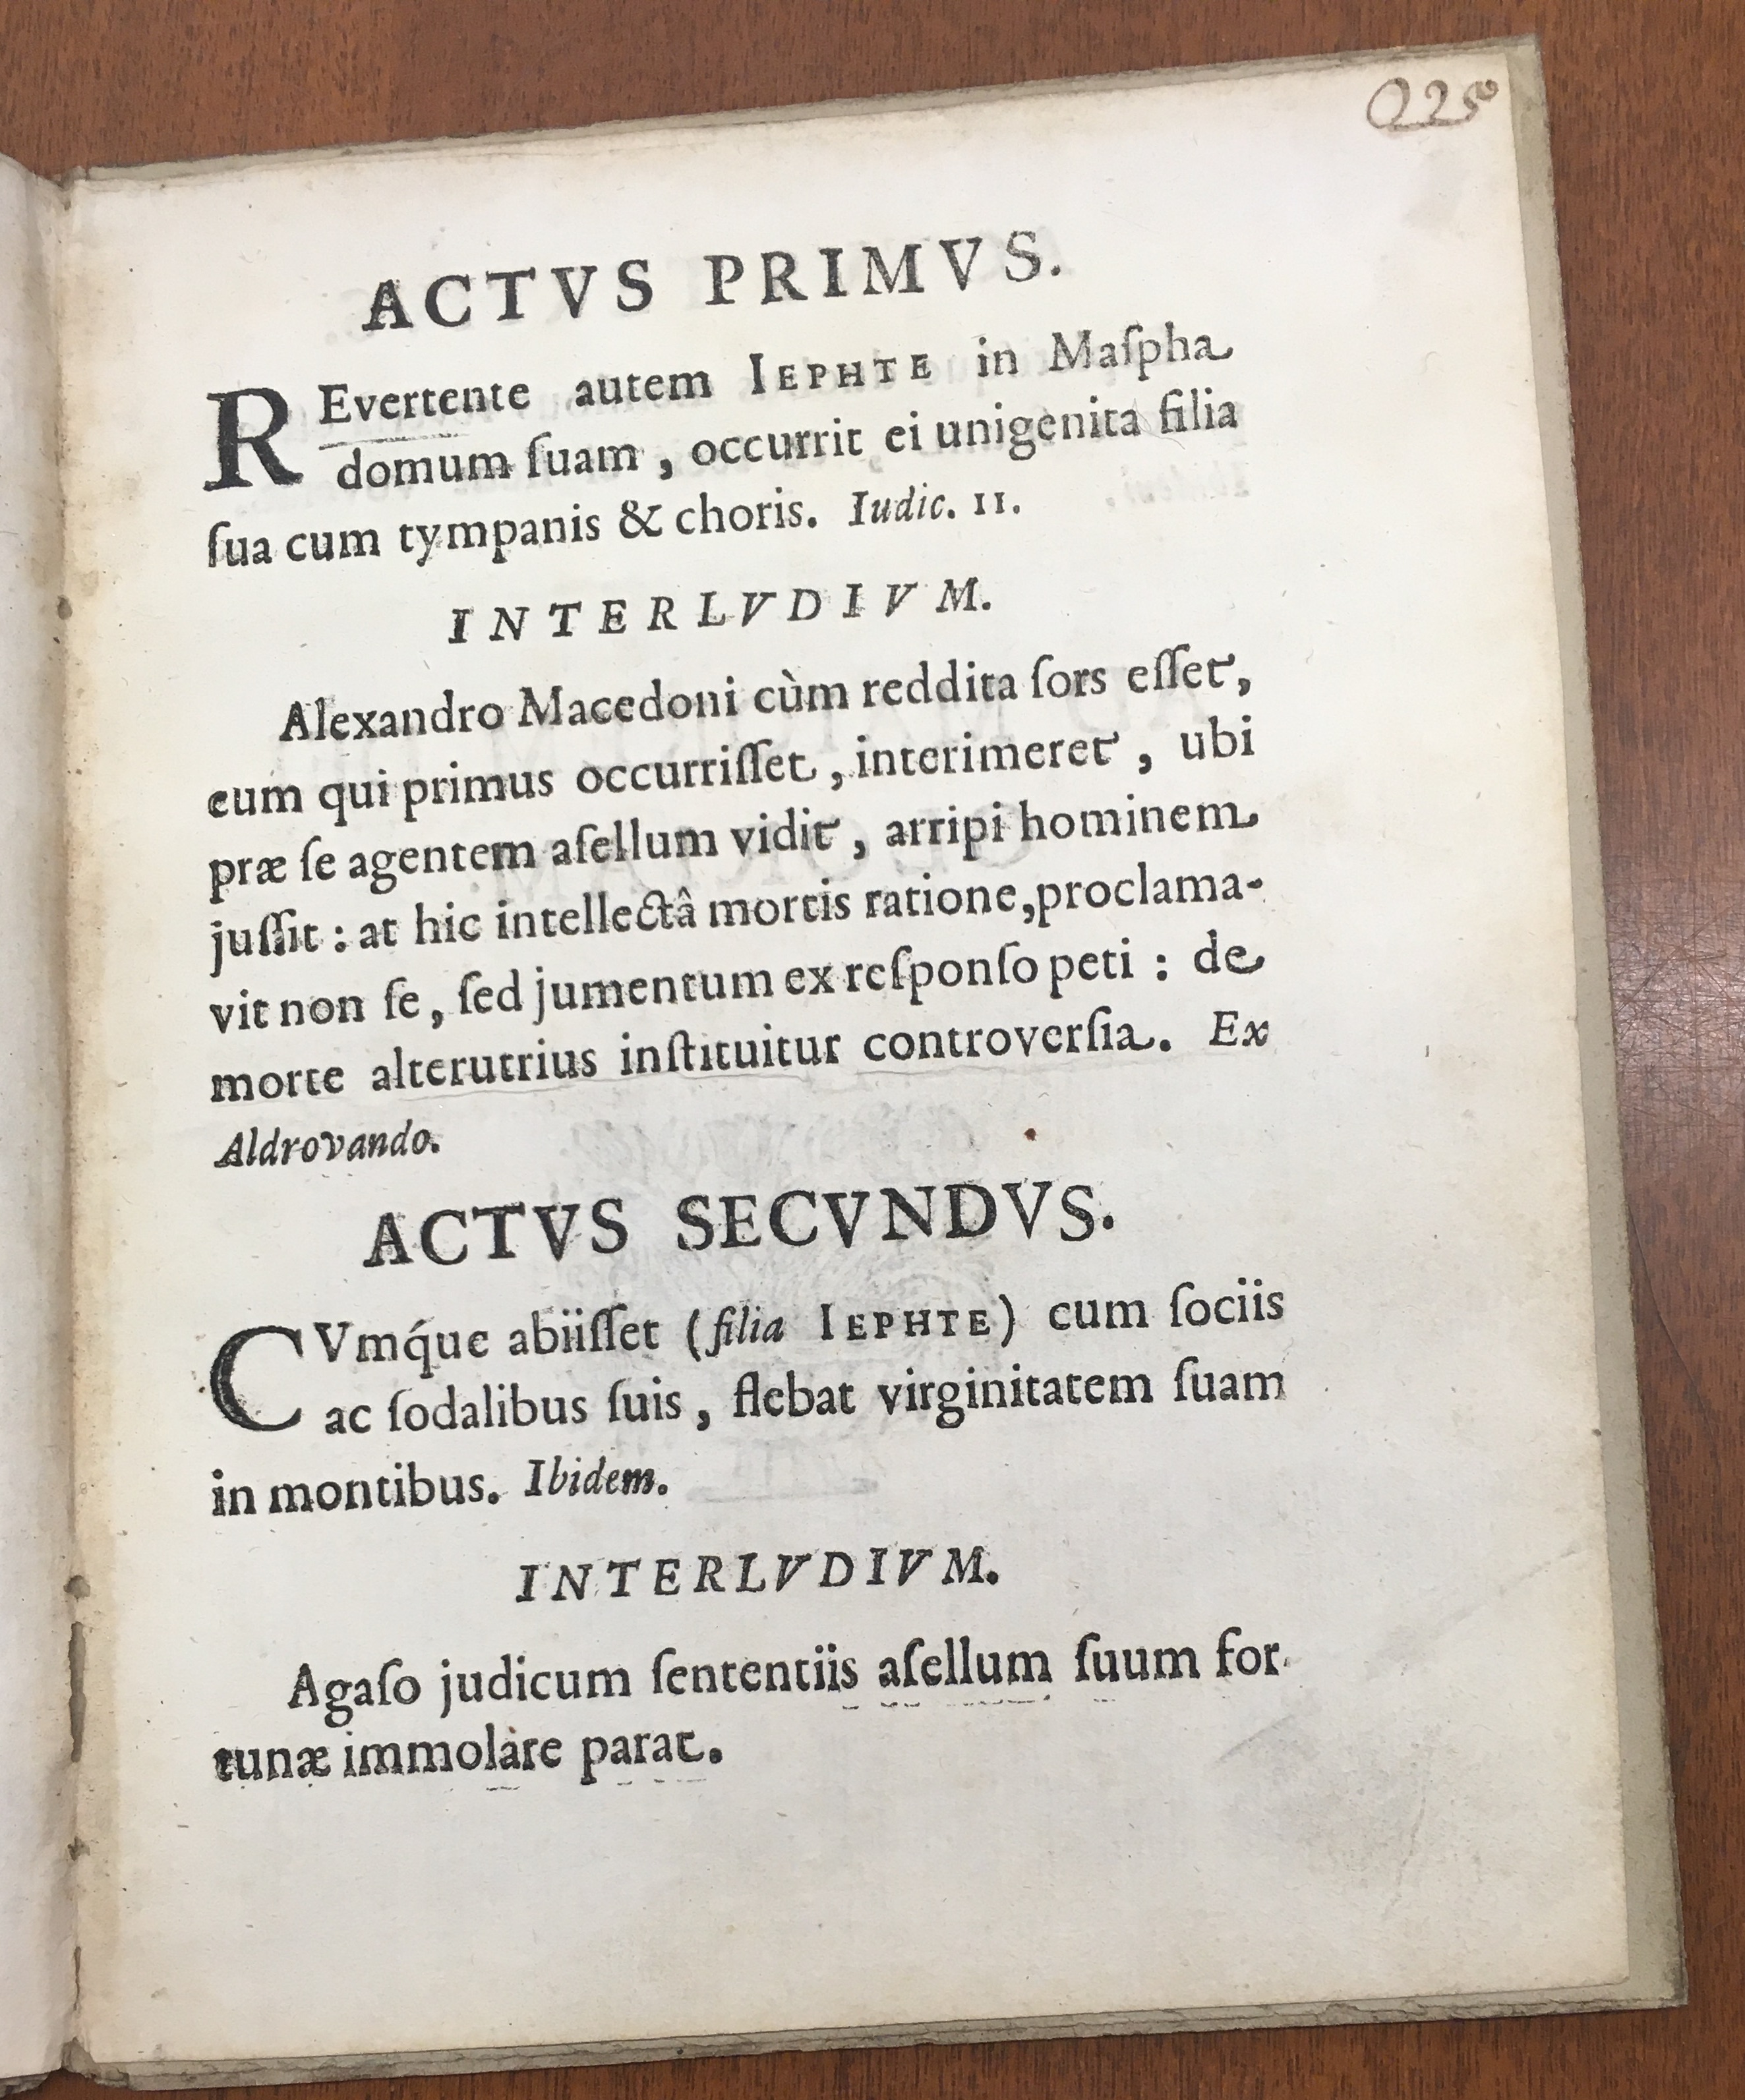 Q25º
ACTVS PRIMVS.
REvertente autem IEPHTE in Maſpha
domum ſuam, occurrit ei unigenita filia
ſua cum tympanis & choris. Iudic. 11.
INTERLVDIVM.
Alexandro Macedoni cùm reddita ſors eſſet,
eum qui primus occurriſſet, interimeret, ubi
præ ſe agentem aſellum vidit, arripi hominem
juſſit: at hic intellectâ mortis ratione, proclama-
vit non ſe, ſed jumentum ex reſponſo peti: de
morte alterutrius inſtituitur controverſia. Ex
Aldrovando.
ACTVS SECVNDVS.
CVmq́ue abiiſſet (filia IEPHTE) cum ſociis
ac ſodalibus ſuis, flebat virginitatem ſuam
in montibus. Ibidem.
INTERLVDIVM.
Agaſo judicum ſententiis aſellum ſuum for-
tunæ immolare parat.